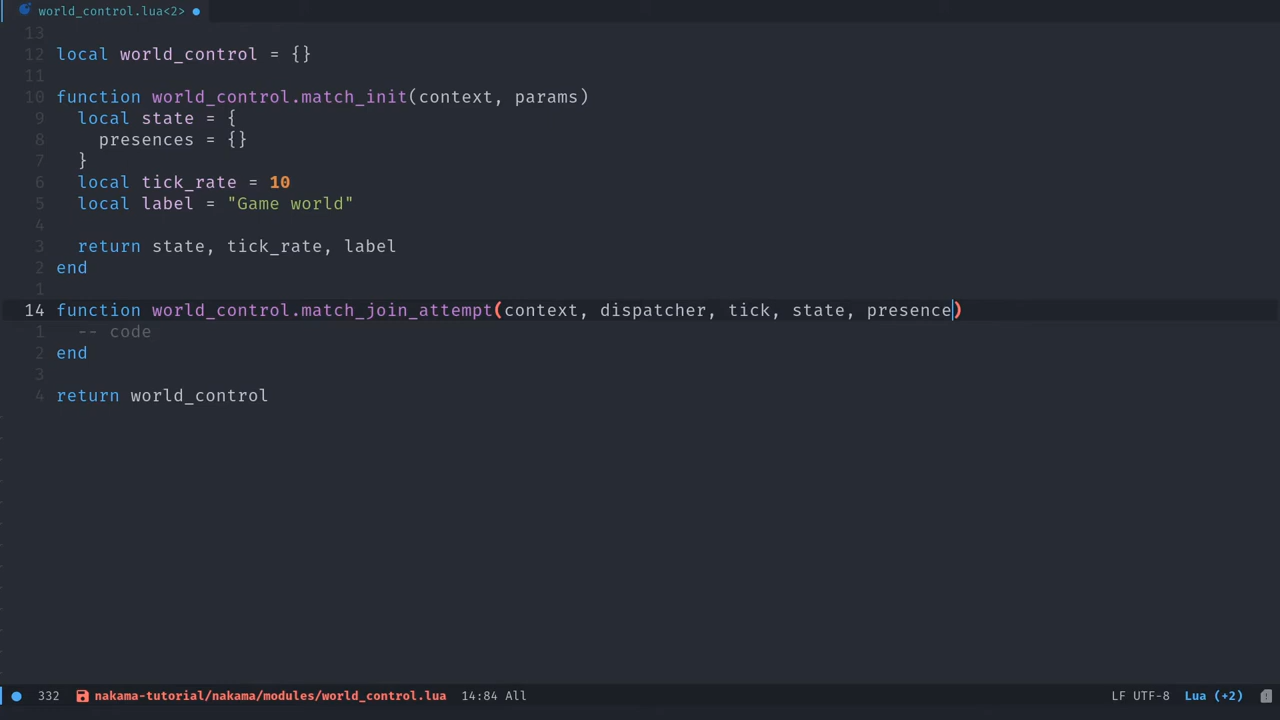 world_control.lua<2>
13
12 local world_control = {}
11
10 function world_control.match_init(context, params)
9 local state = {
8 presences = {}
7 }
6 local tick_rate = 10
5 local label = "Game world"
4
3 return state, tick_rate, label
2 end
1
14 function world_control.match_join_attempt(context, dispatcher, tick, state, presence)
1 -- code
2 end
3
4 return world_control
332 nakama-tutorial/nakama/modules/world_control.lua 14:84 All LF UTF-8 Lua (+2)